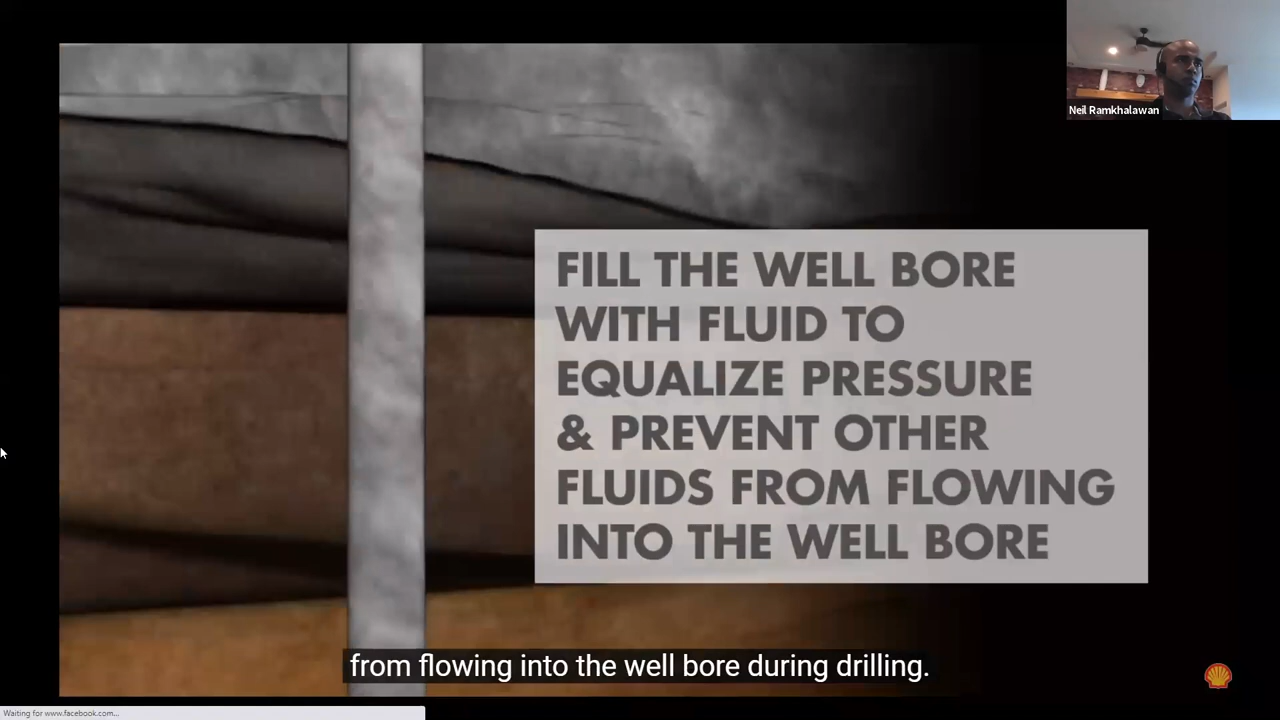 Neil Ramkhalawan
FILL THE WELL BORE
WITH FLUID TO
EQUALIZE PRESSURE
& PREVENT OTHER
FLUIDS FROM FLOWING
INTO THE WELL BORE
from flowing into the well bore during drilling.
Waiting for www.facebook.com...